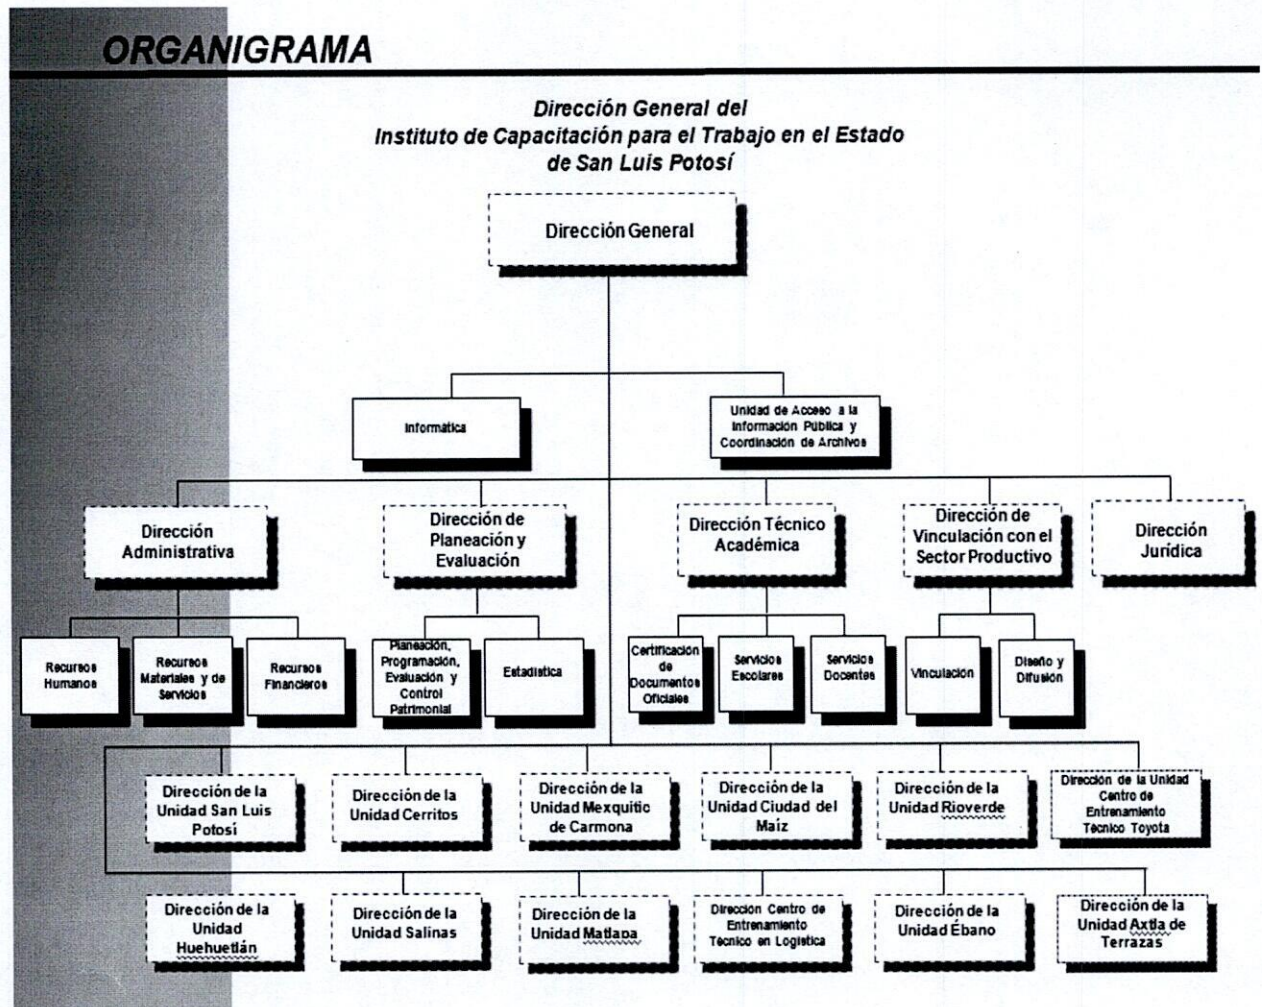 ORGANIGRAMA
Dirección General del
Instituto de Capacitación para el Trabajo en el Estado
de San Luis Potosí
Dirección General
Informática
Unidad de Acceso a la
Información Pública y
Coordinación de Archivos
Dirección
Administrativa
Dirección de
Planeación y
Evaluación
Dirección Técnico
Académica
Dirección de
Vinculación con el
Sector Productivo
Dirección
Jurídica
Recursos
Humanos
Recursos
Materiales y de
Servicios
Recursos
Financieros
Planeación,
Programación,
Evaluación y
Control
Patrimonial
Estadística
Certificación
de
Documentos
Oficiales
Servicios
Escolares
Servicios
Docentes
Vinculación
Diseño y
Difusión
Dirección de la
Unidad San Luis
Potosí
Dirección de la
Unidad Cerritos
Dirección de la
Unidad Mexquitic
de Carmona
Dirección de la
Unidad Ciudad del
Maíz
Dirección de la
Unidad Rioverde
Dirección de la Unidad
Centro de
Entrenamiento
Técnico Toyota
Dirección de la
Unidad
Huehuetlán
Dirección de la
Unidad Salinas
Dirección de la
Unidad Matlapa
Dirección Centro de
Entrenamiento
Técnico en Logística
Dirección de la
Unidad Ébano
Dirección de la
Unidad Axtla de
Terrazas